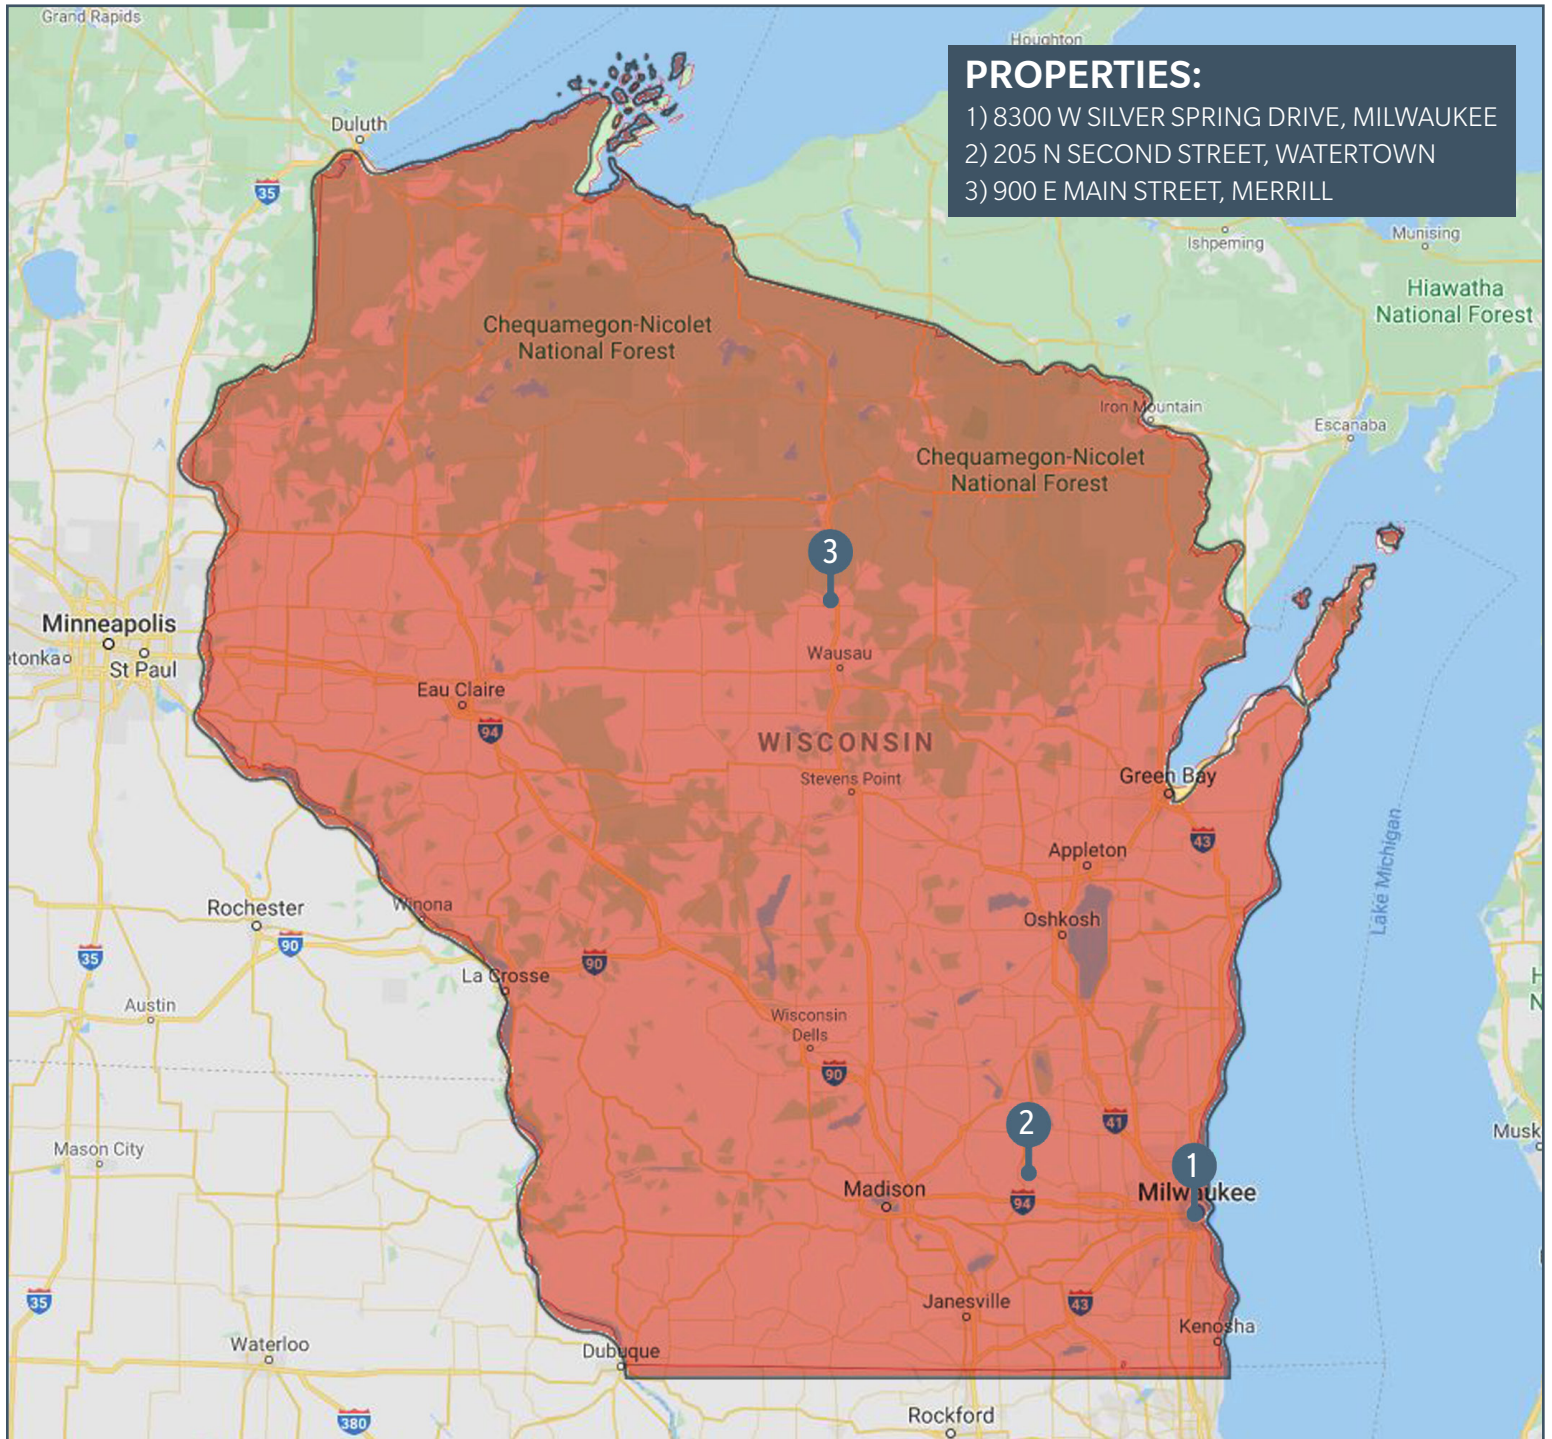 Grand Rapids
Houghton
PROPERTIES:
1) 8300 W SILVER SPRING DRIVE, MILWAUKEE
2) 205 N SECOND STREET, WATERTOWN
3) 900 E MAIN STREET, MERRILL
Duluth
35
Ishpeming
Munising
Hiawatha
National Forest
Chequamegon-Nicolet
National Forest
Iron Mountain
Escanaba
Chequamegon-Nicolet
National Forest
3
Minneapolis
etonka
St Paul
Wausau
Eau Claire
94
WISCONSIN
Stevens Point
Green Bay
43
Appleton
Lake Michigan
Rochester
Winona
Oshkosh
90
35
La Crosse
90
H
N
Austin
Wisconsin
Dells
90
2
41
Musk
Mason City
1
Madison
94
Milwaukee
35
Janesville
43
Kenosha
Waterloo
Dubuque
380
Rockford